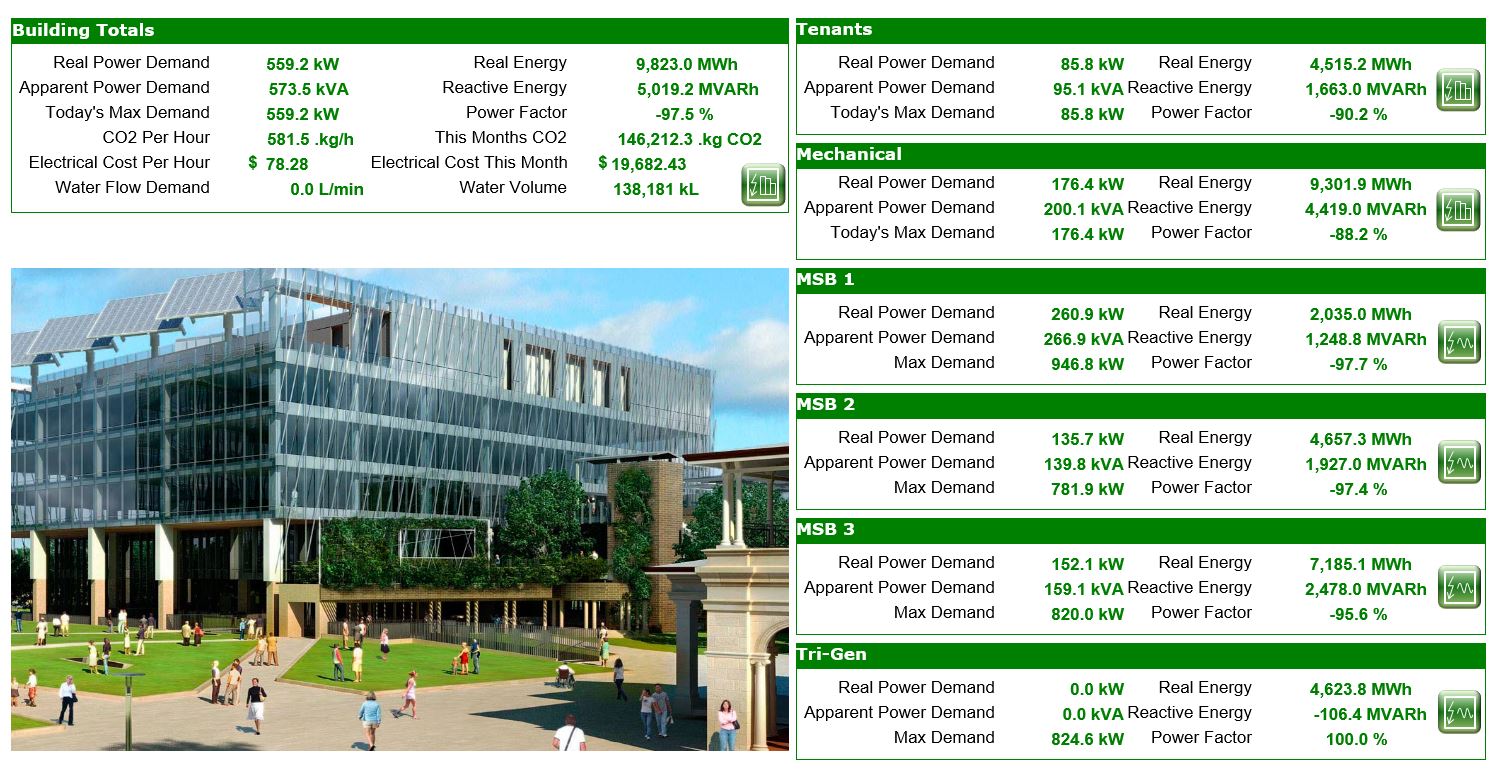 Building Totals
Real Power Demand 559.2 kW Real Energy 9,823.0 MWh
Apparent Power Demand 573.5 kVA Reactive Energy 5,019.2 MVARh
Today's Max Demand 559.2 kW Power Factor -97.5 %
CO2 Per Hour 581.5 .kg/h This Months CO2 146,212.3 .kg CO2
Electrical Cost Per Hour $ 78.28 Electrical Cost This Month $ 19,682.43
Water Flow Demand 0.0 L/min Water Volume 138,181 kL
Tenants
Real Power Demand 85.8 kW Real Energy 4,515.2 MWh
Apparent Power Demand 95.1 kVA Reactive Energy 1,663.0 MVARh
Today's Max Demand 85.8 kW Power Factor -90.2 %
Mechanical
Real Power Demand 176.4 kW Real Energy 9,301.9 MWh
Apparent Power Demand 200.1 kVA Reactive Energy 4,419.0 MVARh
Today's Max Demand 176.4 kW Power Factor -88.2 %
MSB 1
Real Power Demand 260.9 kW Real Energy 2,035.0 MWh
Apparent Power Demand 266.9 kVA Reactive Energy 1,248.8 MVARh
Max Demand 946.8 kW Power Factor -97.7 %
MSB 2
Real Power Demand 135.7 kW Real Energy 4,657.3 MWh
Apparent Power Demand 139.8 kVA Reactive Energy 1,927.0 MVARh
Max Demand 781.9 kW Power Factor -97.4 %
MSB 3
Real Power Demand 152.1 kW Real Energy 7,185.1 MWh
Apparent Power Demand 159.1 kVA Reactive Energy 2,478.0 MVARh
Max Demand 820.0 kW Power Factor -95.6 %
Tri-Gen
Real Power Demand 0.0 kW Real Energy 4,623.8 MWh
Apparent Power Demand 0.0 kVA Reactive Energy -106.4 MVARh
Max Demand 824.6 kW Power Factor 100.0 %